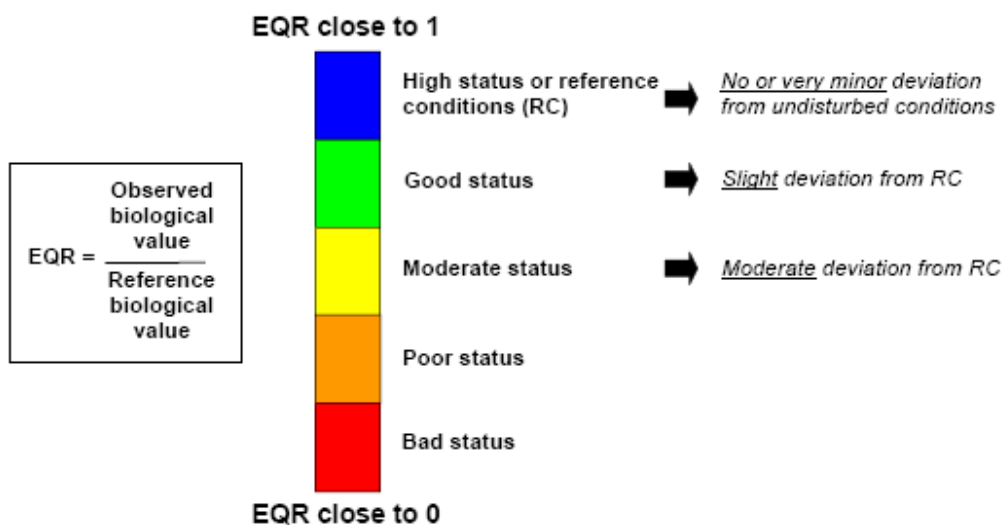 EQR close to 1
High status or reference
conditions (RC)
No or very minor deviation
from undisturbed conditions
Good status
Slight deviation from RC
EQR =
Observed
biological
value
Reference
biological
value
Moderate status
Moderate deviation from RC
Poor status
Bad status
EQR close to 0